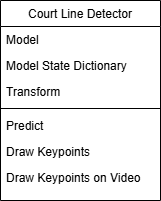 Court Line Detector
Model
Model State Dictionary
Transform
Predict
Draw Keypoints
Draw Keypoints on Video